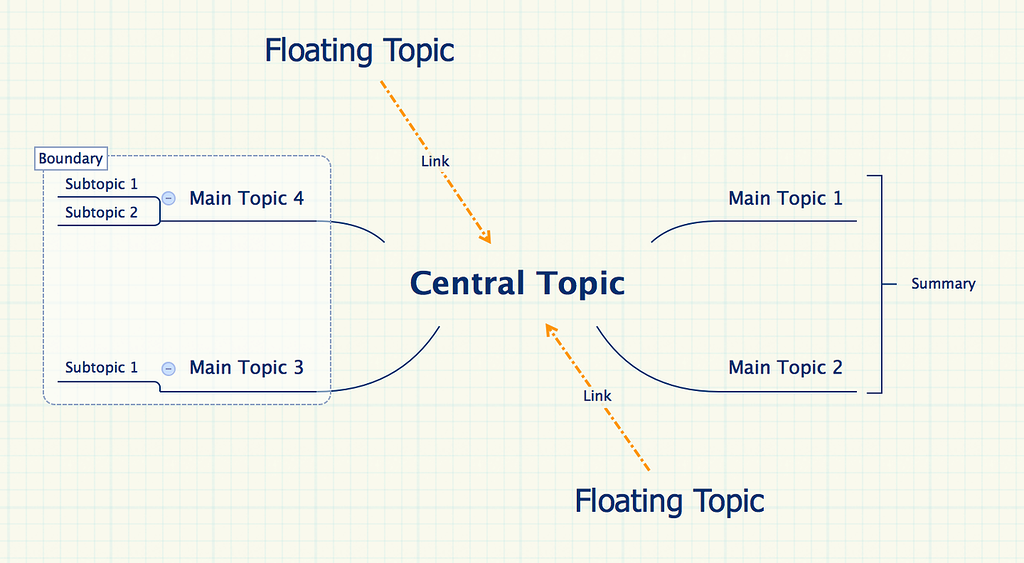 Floating Topic
Link
Boundary
Subtopic 1
Subtopic 2
Main Topic 4
Main Topic 1
Central Topic
Summary
Subtopic 1
Main Topic 3
Main Topic 2
Link
Floating Topic